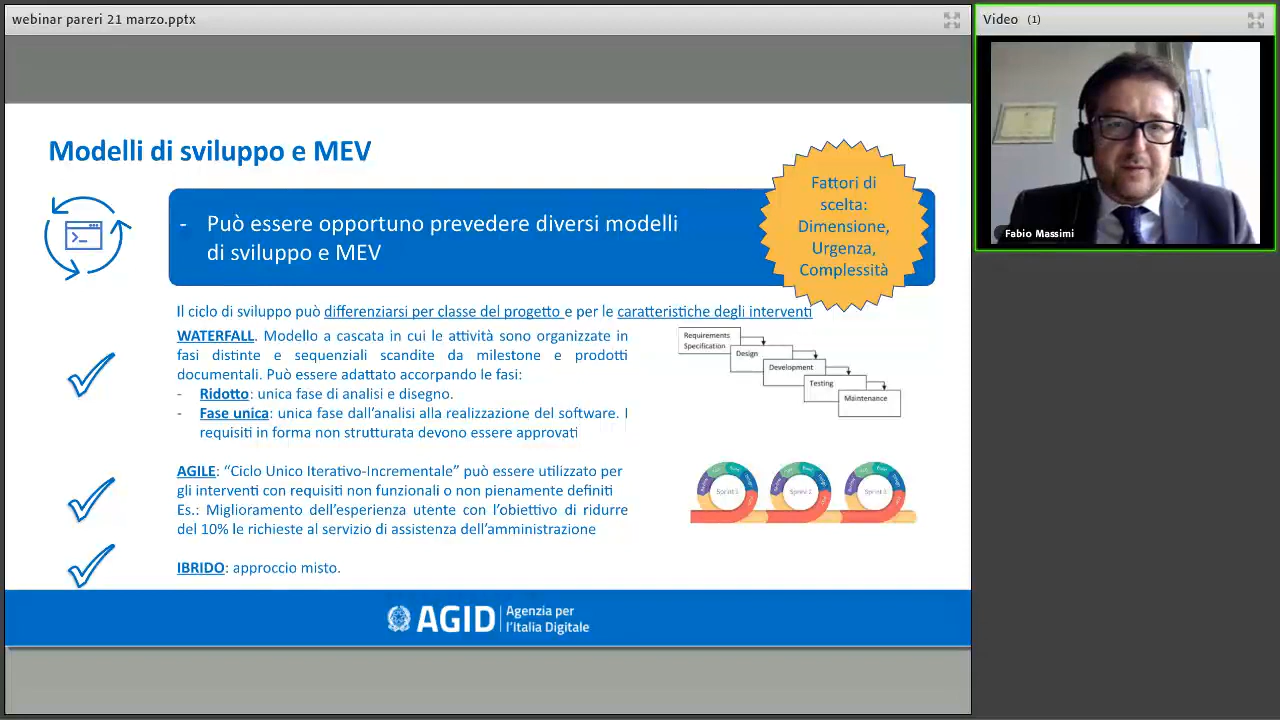 webinar pareri 21 marzo.pptx
Video (1)
Fabio Massimi
Modelli di sviluppo e MEV
- Può essere opportuno prevedere diversi modelli
di sviluppo e MEV
Fattori di
scelta:
Dimensione,
Urgenza,
Complessità
Il ciclo di sviluppo può differenziarsi per classe del progetto e per le caratteristiche degli interventi
WATERFALL. Modello a cascata in cui le attività sono organizzate in
fasi distinte e sequenziali scandite da milestone e prodotti
documentali. Può essere adattato accorpando le fasi:
- Ridotto: unica fase di analisi e disegno.
- Fase unica: unica fase dall'analisi alla realizzazione del software. I
requisiti in forma non strutturata devono essere approvati
Requirements
Specification
Design
Development
Testing
Maintenance
AGILE: "Ciclo Unico Iterativo-Incrementale" può essere utilizzato per
gli interventi con requisiti non funzionali o non pienamente definiti
Es.: Miglioramento dell'esperienza utente con l'obiettivo di ridurre
del 10% le richieste al servizio di assistenza dell'amministrazione
Sprint 1
Sprint 2
Sprint 3
IBRIDO: approccio misto.
AGID
Agenzia per
l'Italia Digitale